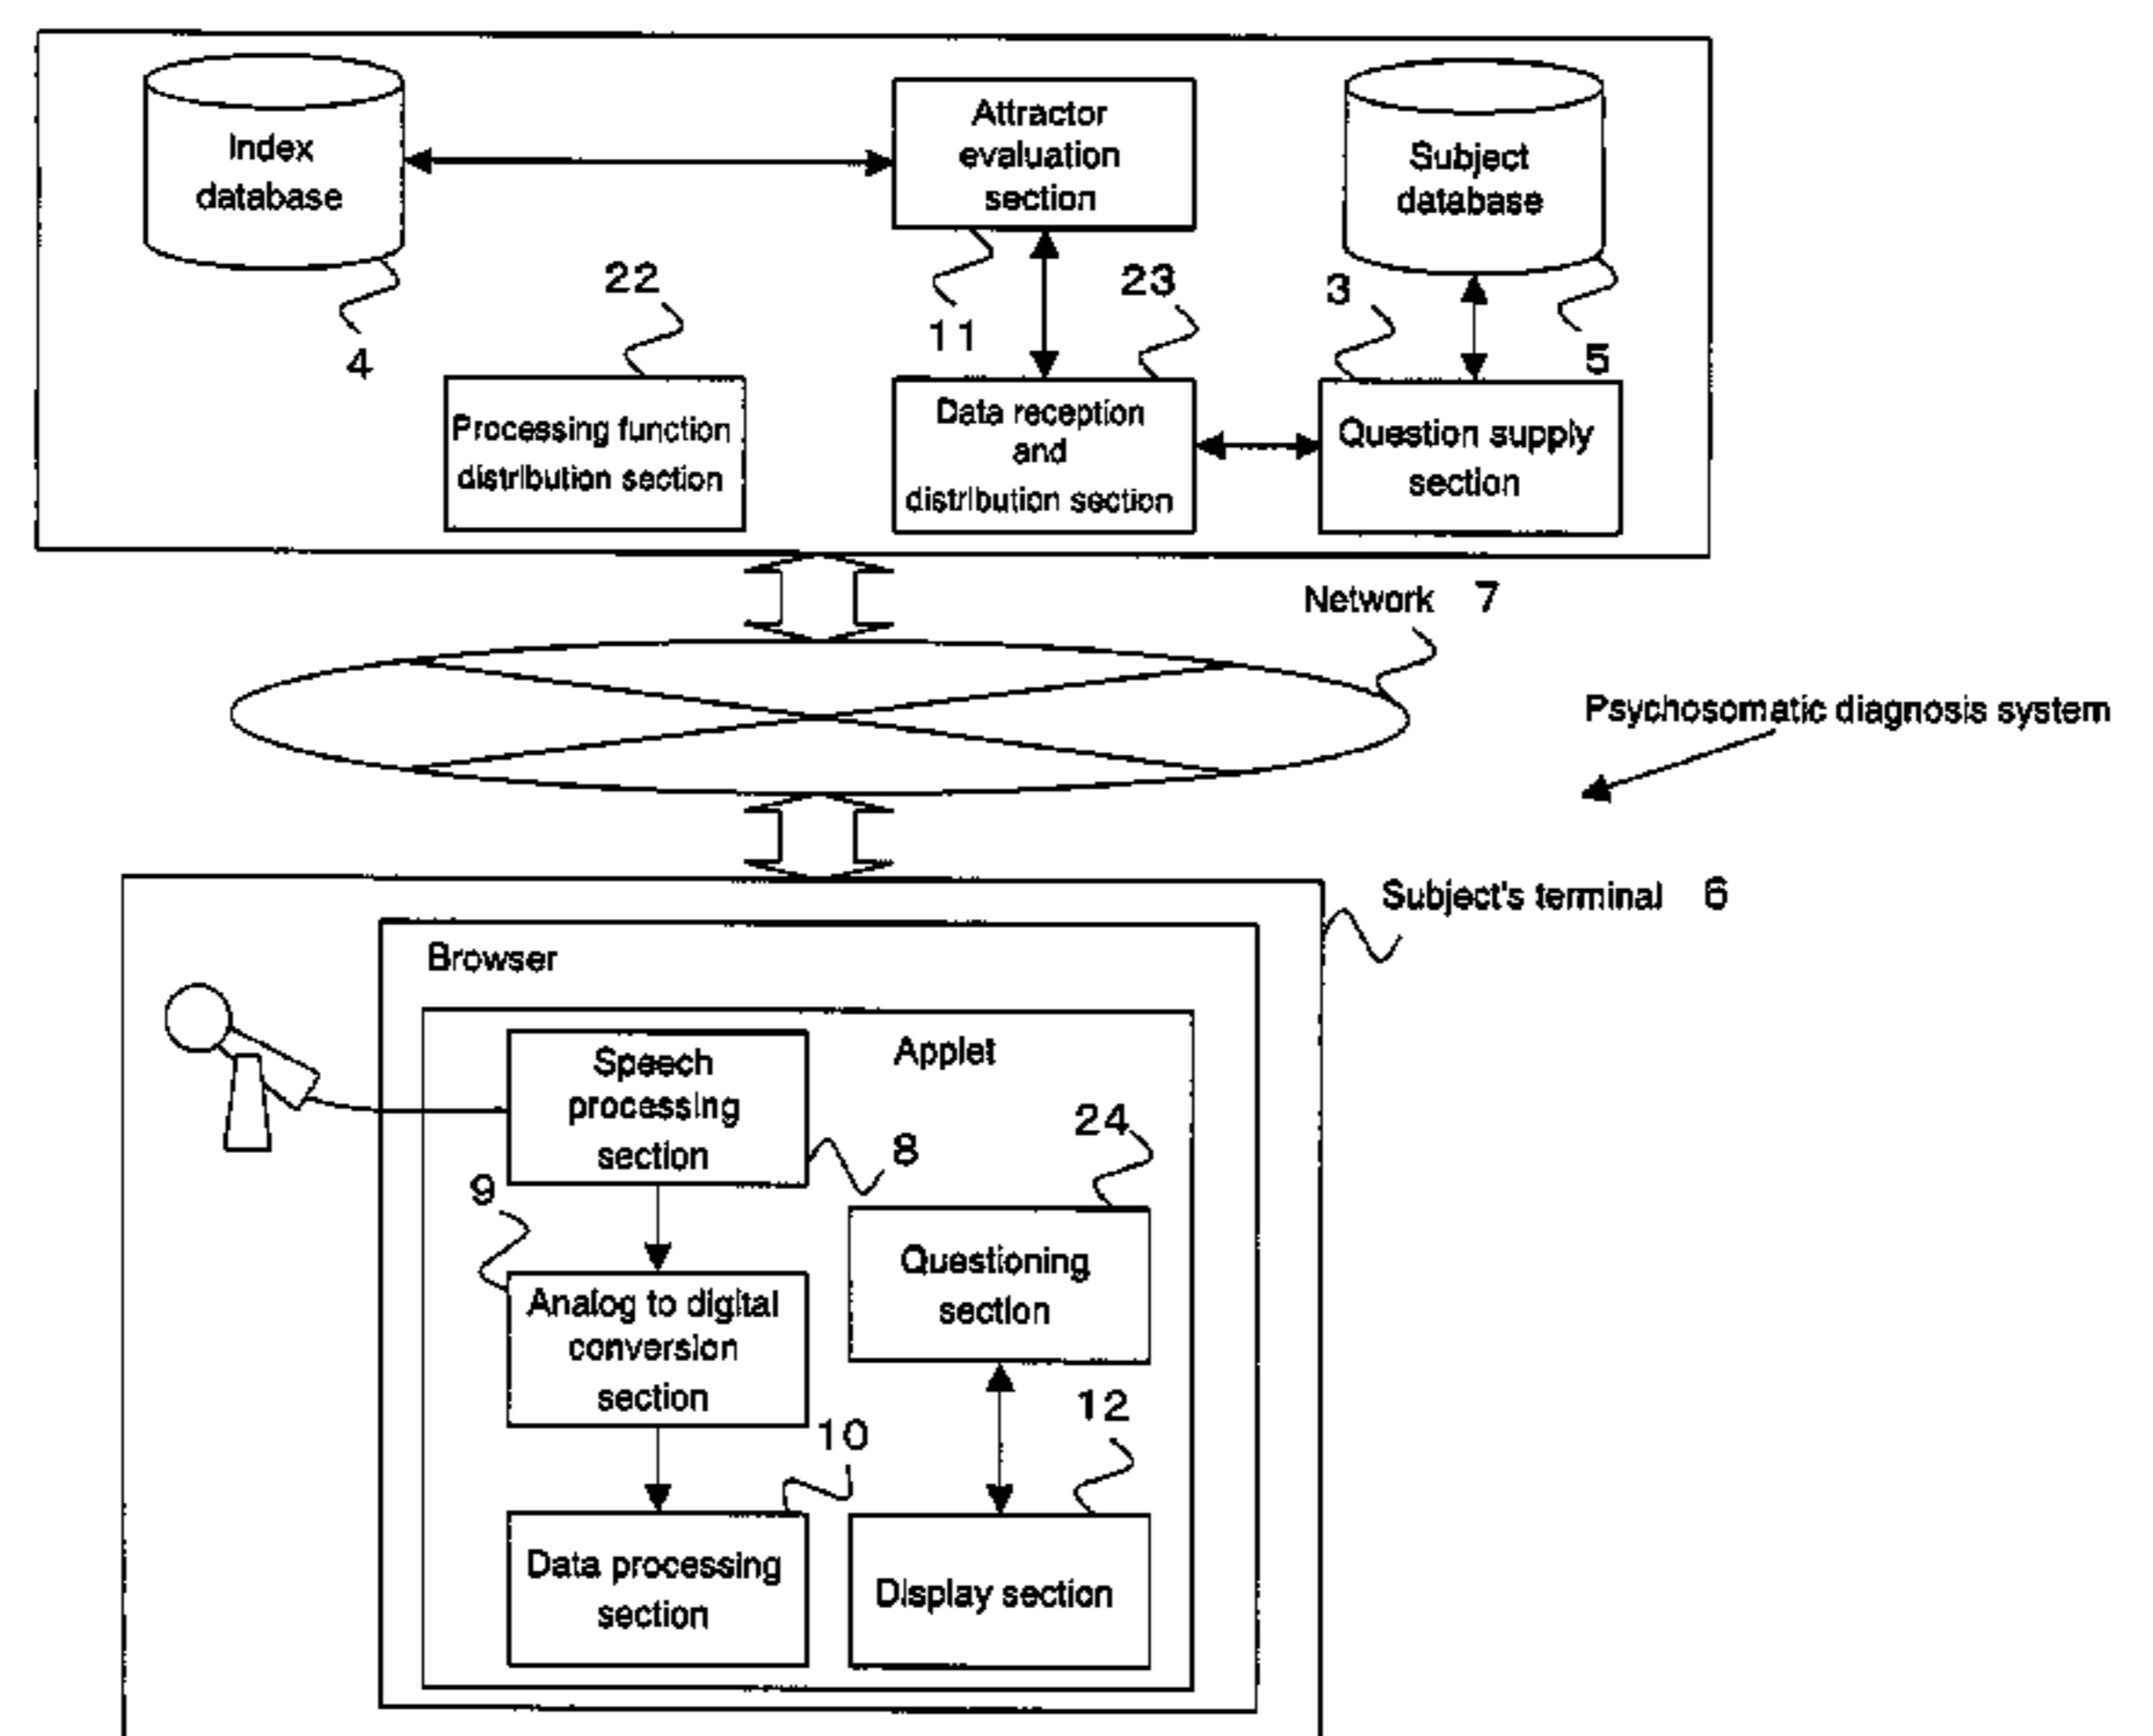 Index
database
4
Attractor
evaluation
section
11
Subject
database
5
22
Processing function
distribution section
23
Data reception
and
distribution section
3
Question supply
section
Network 7
Psychosomatic diagnosis system
Subject's terminal 6
Browser
Applet
Speech
processing
section
8
9
Analog to digital
conversion
section
10
Data processing
section
24
Questioning
section
12
Display section